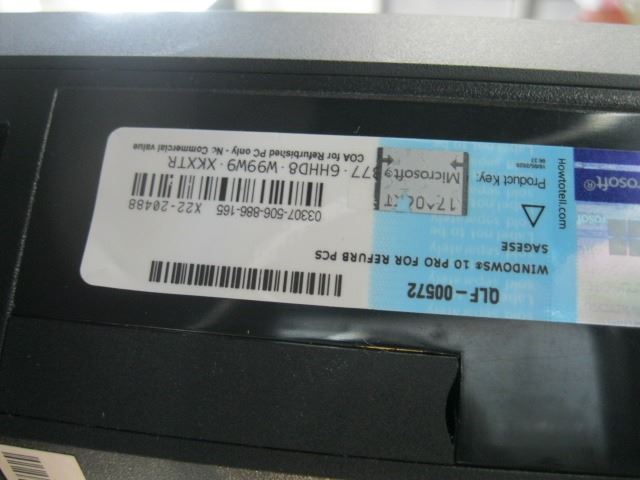 QLF-00572
WINDOWS® 10 PRO FOR REFURB PCS
SAGESE
Howtotell.com
Product Key:
Microsoft
6HHD8-W99W9-XKXTR
COA for Refurbished PC only - No Commercial value
03307-506-886-165
X22-20488